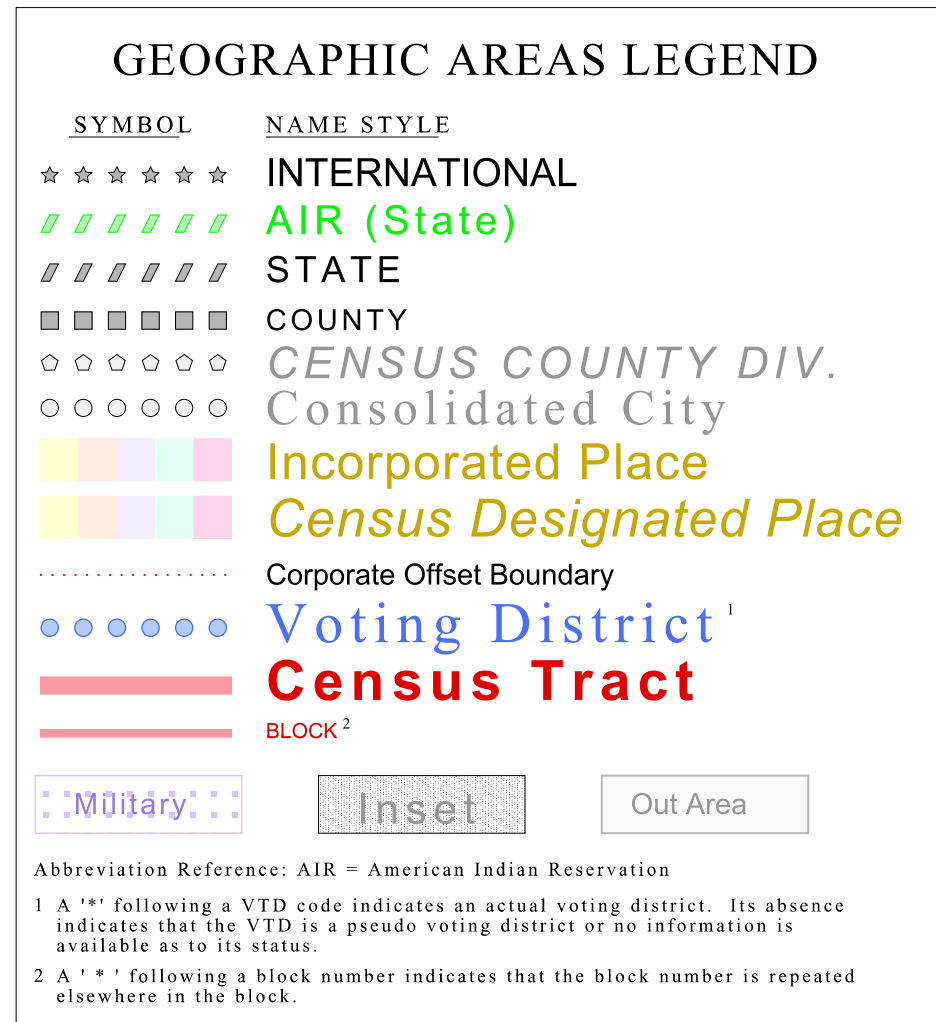 GEOGRAPHIC AREAS LEGEND
SYMBOL NAME STYLE
INTERNATIONAL
AIR (State)
STATE
COUNTY
CENSUS COUNTY DIV.
Consolidated City
Incorporated Place
Census Designated Place
Corporate Offset Boundary
Voting District 1
Census Tract
BLOCK 2
Military Inset Out Area
Abbreviation Reference: AIR = American Indian Reservation
1 A '*' following a VTD code indicates an actual voting district. Its absence
indicates that the VTD is a pseudo voting district or no information is
available as to its status.
2 A ' * ' following a block number indicates that the block number is repeated
elsewhere in the block.